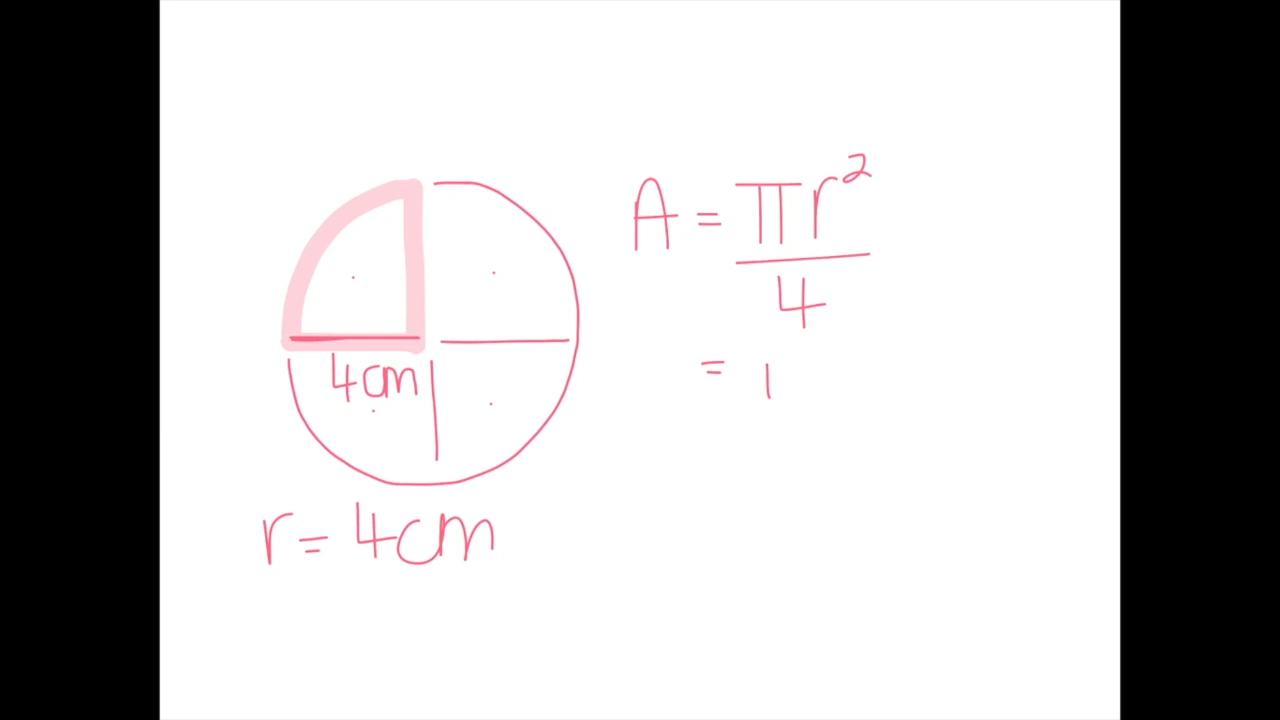 A = πr²
4
= 1
4cm
r = 4cm